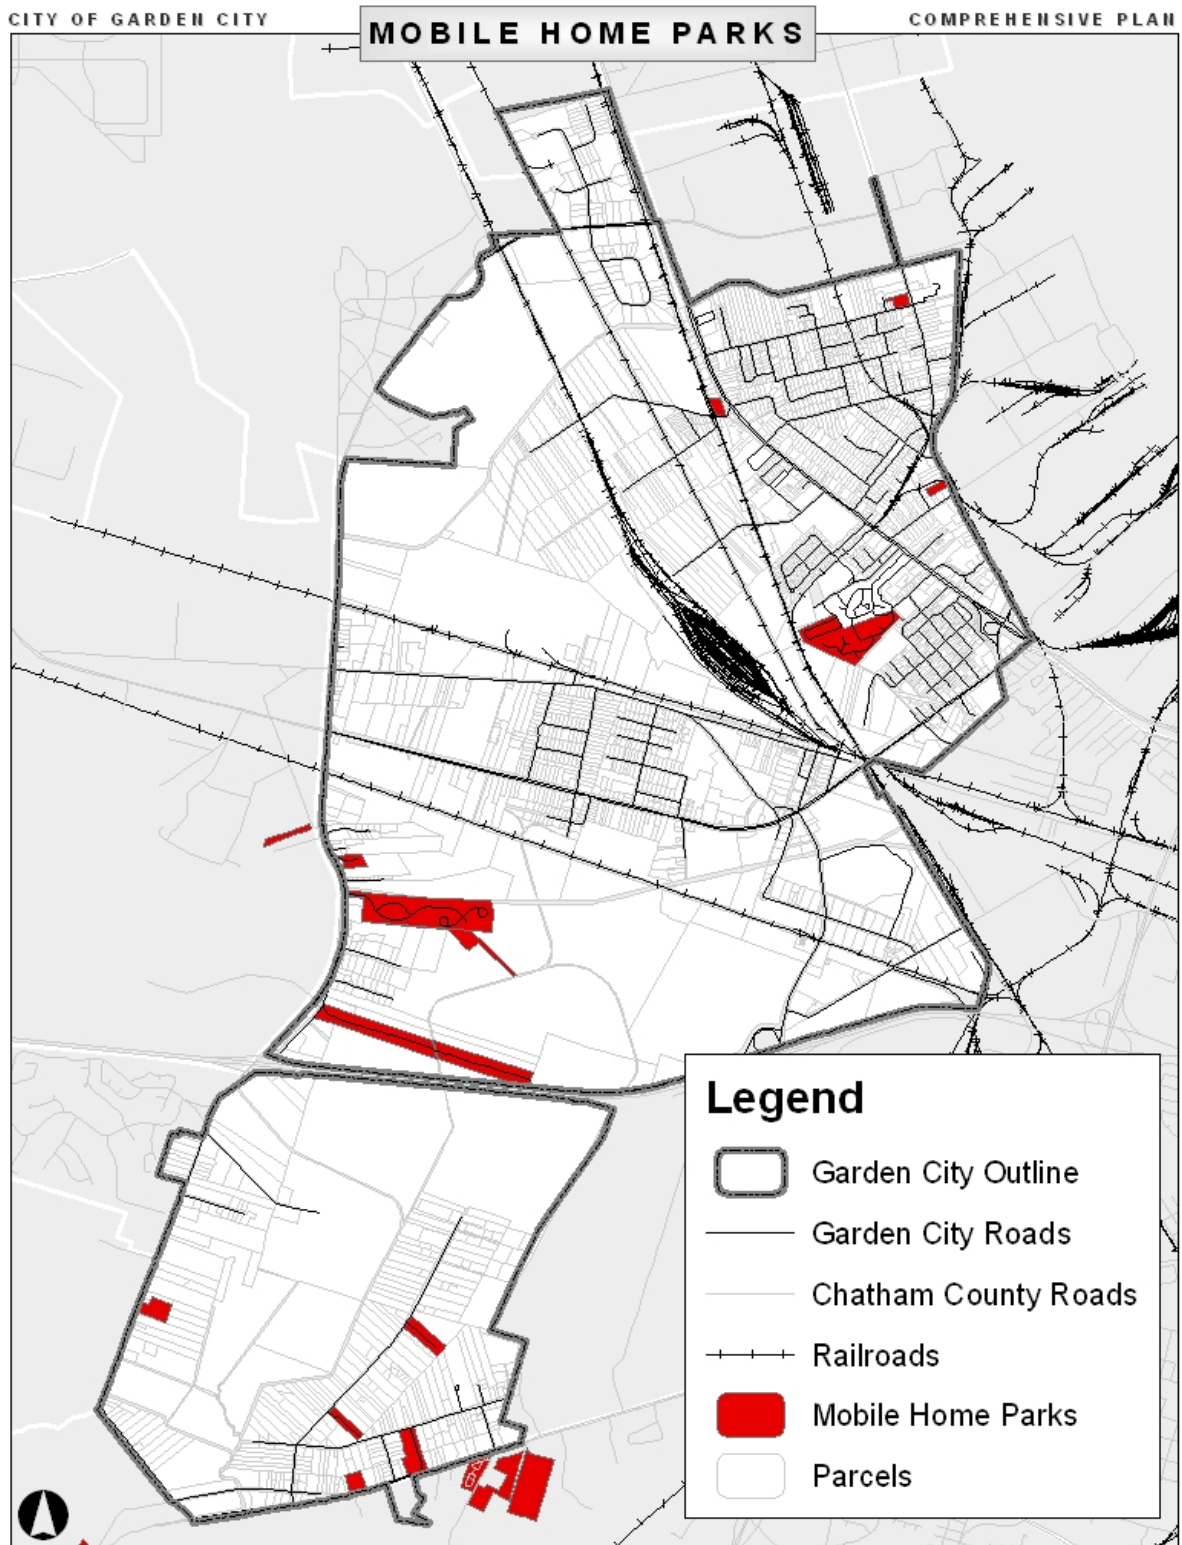 CITY OF GARDEN CITY
MOBILE HOME PARKS
COMPREHENSIVE PLAN
Legend
Garden City Outline
Garden City Roads
Chatham County Roads
Railroads
Mobile Home Parks
Parcels